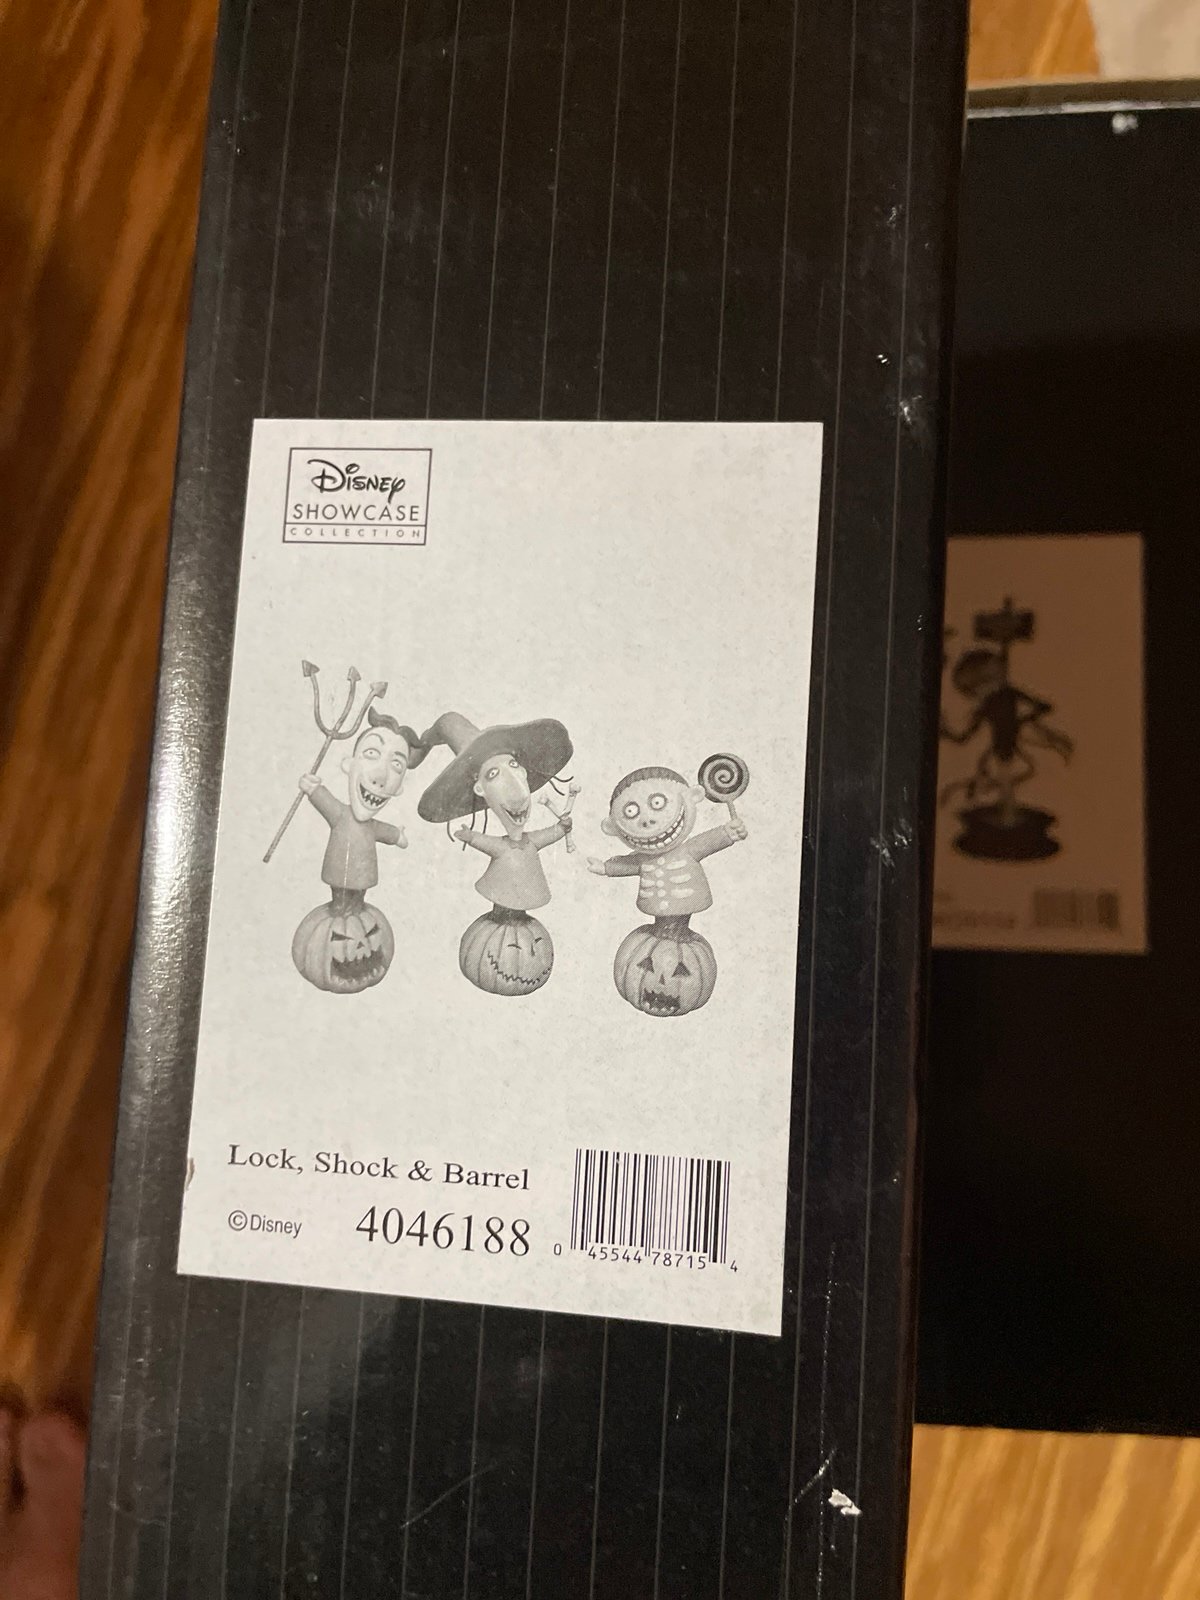 Disney
SHOWCASE
COLLECTION
Lock, Shock & Barrel
©Disney 4046188
0 45544 78715 4